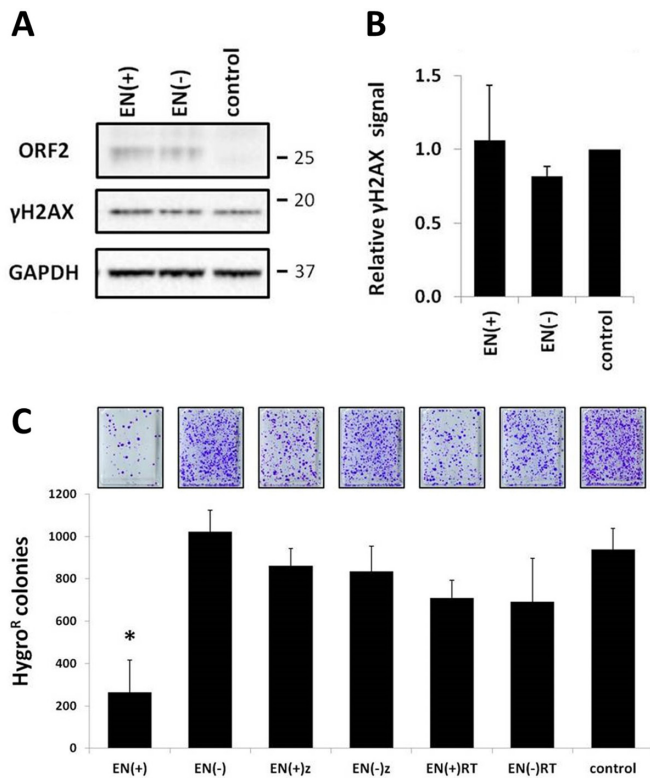 A
EN(+) EN(-) control
ORF2
25
γH2AX
20
GAPDH
37
B
Relative γH2AX signal
1.5
1.0
0.5
0.0
EN(+) EN(-) control
C
HygroR colonies
1200
1000
800
600
400
200
0
*
EN(+) EN(-) EN(+)z EN(-)z EN(+)RT EN(-)RT control